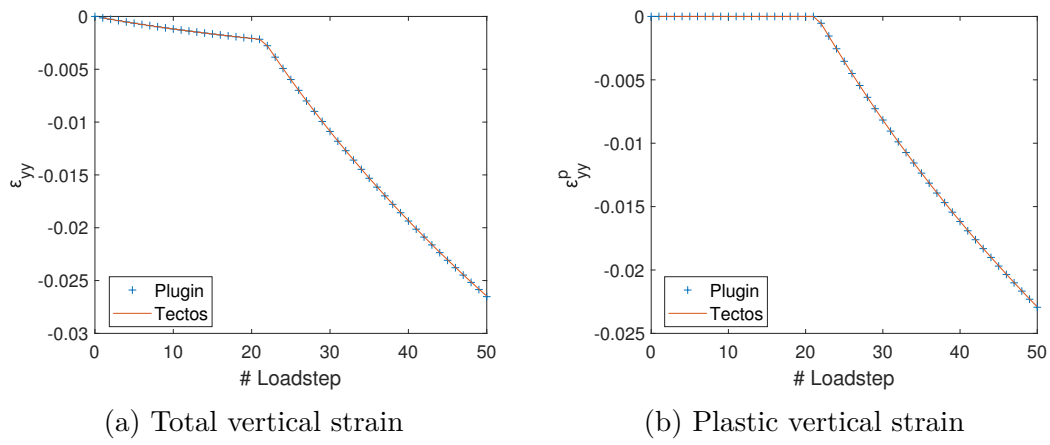 0
-0.005
-0.01
-0.015
-0.02
-0.025
-0.03
ε_yy
Plugin
Tectos
0 10 20 30 40 50
# Loadstep
(a) Total vertical strain
0
-0.005
-0.01
-0.015
-0.02
-0.025
ε^p_yy
Plugin
Tectos
0 10 20 30 40 50
# Loadstep
(b) Plastic vertical strain